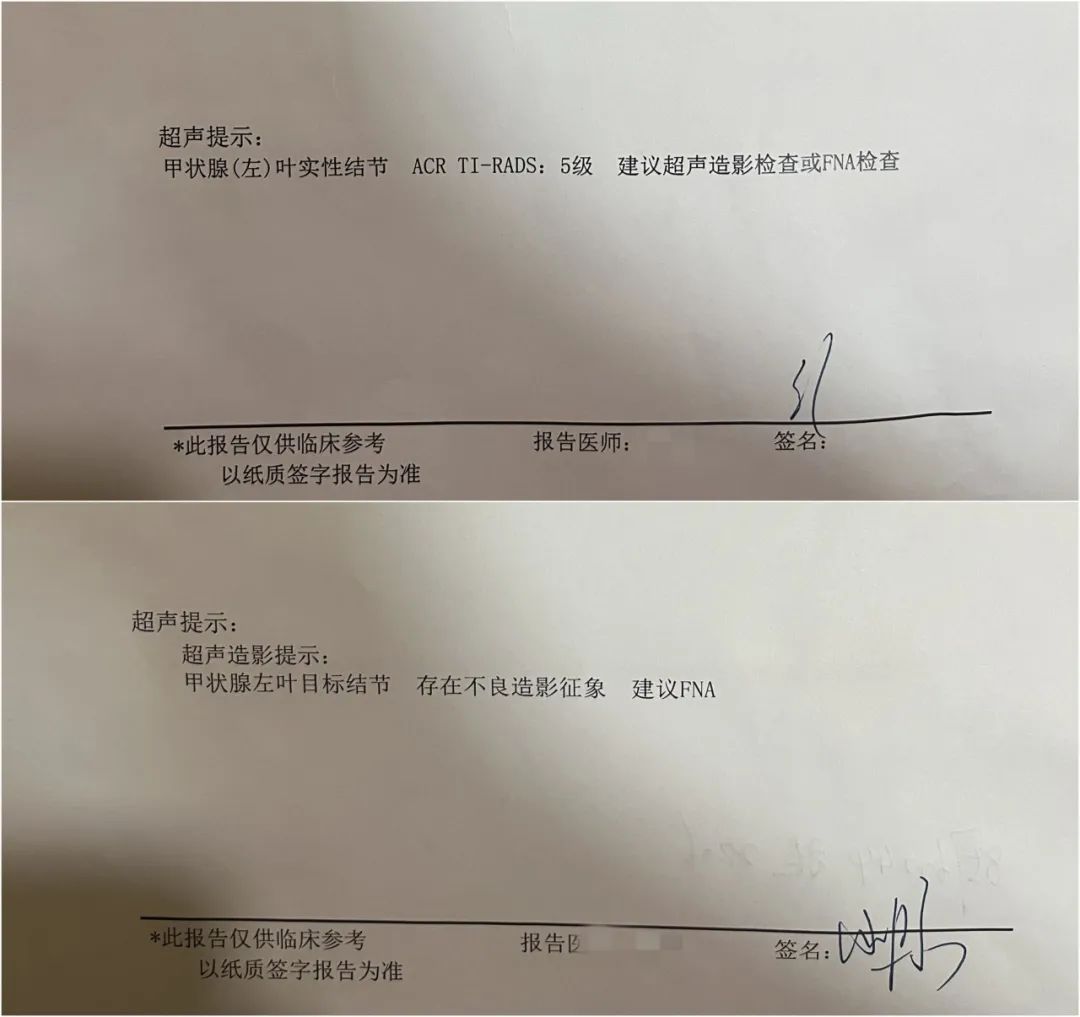 超声提示:
甲状腺(左)叶实性结节 ACR TI-RADS: 5级 建议超声造影检查或FNA检查
*此报告仅供临床参考 报告医师: 签名:
以纸质签字报告为准
超声提示:
超声造影提示:
甲状腺左叶目标结节 存在不良造影征象 建议FNA
*此报告仅供临床参考 报告 签名:
以纸质签字报告为准